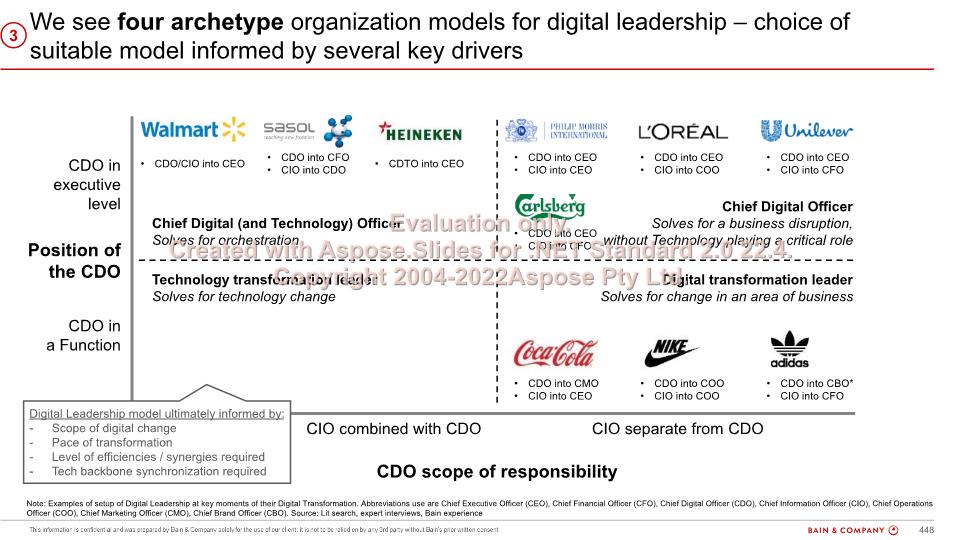 3
We see four archetype organization models for digital leadership – choice of
suitable model informed by several key drivers
Walmart
sasol
reaching new frontiers
HEINEKEN
PHILIP MORRIS
INTERNATIONAL
L'ORÉAL
Unilever
CDO in
executive
level
• CDO/CIO into CEO
• CDO into CFO
• CIO into CDO
• CDTO into CEO
• CDO into CEO
• CIO into CEO
• CDO into CEO
• CIO into COO
• CDO into CEO
• CIO into CFO
Carlsberg
• CDO into CEO
• CIO into CFO
Chief Digital (and Technology) Officer
Solves for orchestration
Chief Digital Officer
Solves for a business disruption,
without Technology playing a critical role
Evaluation only.
Created with Aspose.Slides for .NET Standard 2.0 22.4.
Copyright 2004-2022Aspose Pty Ltd.
Position of
the CDO
Technology transformation leader
Solves for technology change
Digital transformation leader
Solves for change in an area of business
CDO in
a Function
Coca-Cola
NIKE
adidas
• CDO into CMO
• CIO into CEO
• CDO into COO
• CIO into COO
• CDO into CBO*
• CIO into CFO
Digital Leadership model ultimately informed by:
- Scope of digital change
- Pace of transformation
- Level of efficiencies / synergies required
- Tech backbone synchronization required
CIO combined with CDO
CIO separate from CDO
CDO scope of responsibility
Note: Examples of setup of Digital Leadership at key moments of their Digital Transformation. Abbreviations use are Chief Executive Officer (CEO), Chief Financial Officer (CFO), Chief Digital Officer (CDO), Chief Information Officer (CIO), Chief Operations
Officer (COO), Chief Marketing Officer (CMO), Chief Brand Officer (CBO). Source: Lit search, expert interviews, Bain experience
This information is confidential and was prepared by Bain & Company solely for the use of our client; it is not to be relied on by any 3rd party without Bain's prior written consent
BAIN & COMPANY
448